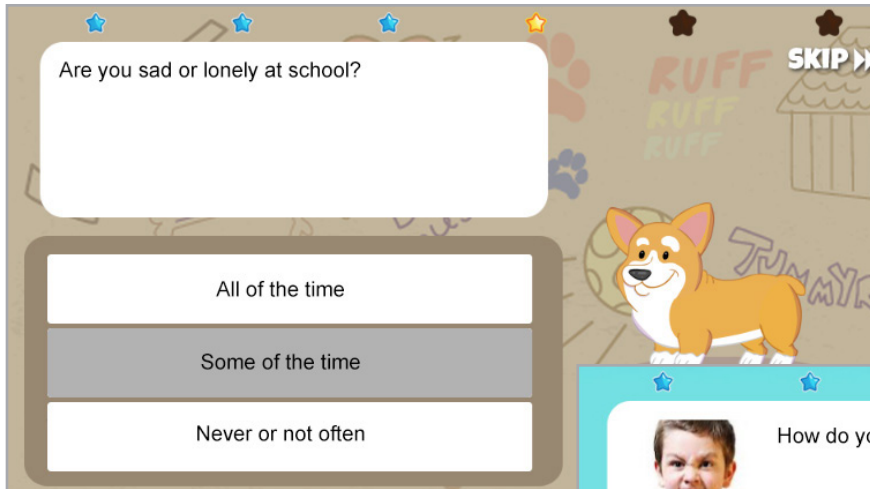 Are you sad or lonely at school?
SKIP
RUFF
RUFF
RUFF
All of the time
Some of the time
Never or not often
How do